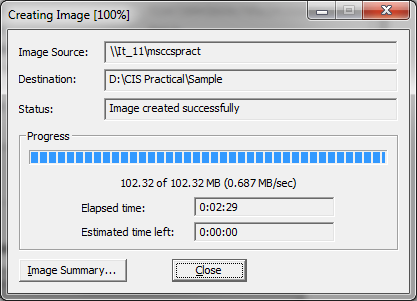 Creating Image [100%]
Image Source: \\It_11\msccspract
Destination: D:\CIS Practical\Sample
Status: Image created successfully
Progress
102.32 of 102.32 MB (0.687 MB/sec)
Elapsed time: 0:02:29
Estimated time left: 0:00:00
Image Summary... Close